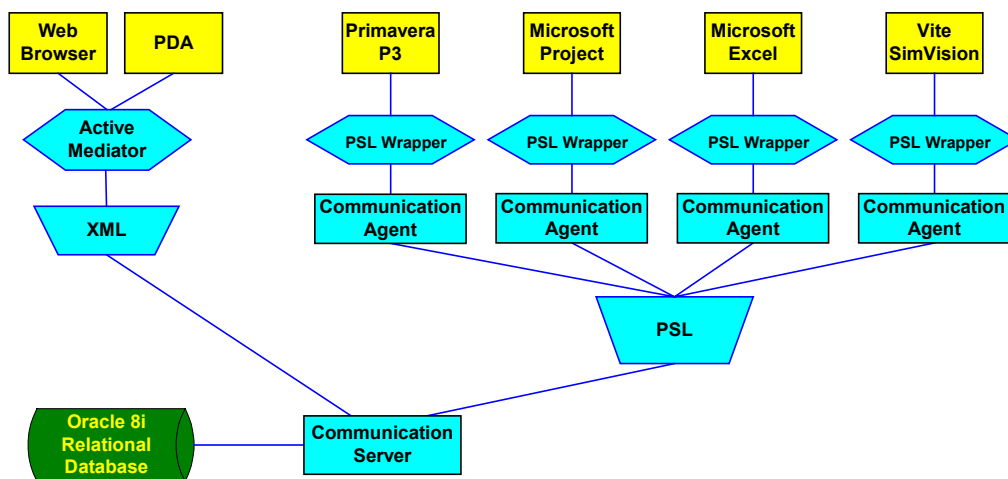 Web
Browser
PDA
Primavera
P3
Microsoft
Project
Microsoft
Excel
Vite
SimVision
Active
Mediator
PSL Wrapper
PSL Wrapper
PSL Wrapper
PSL Wrapper
XML
Communication
Agent
Communication
Agent
Communication
Agent
Communication
Agent
PSL
Oracle 8i
Relational
Database
Communication
Server